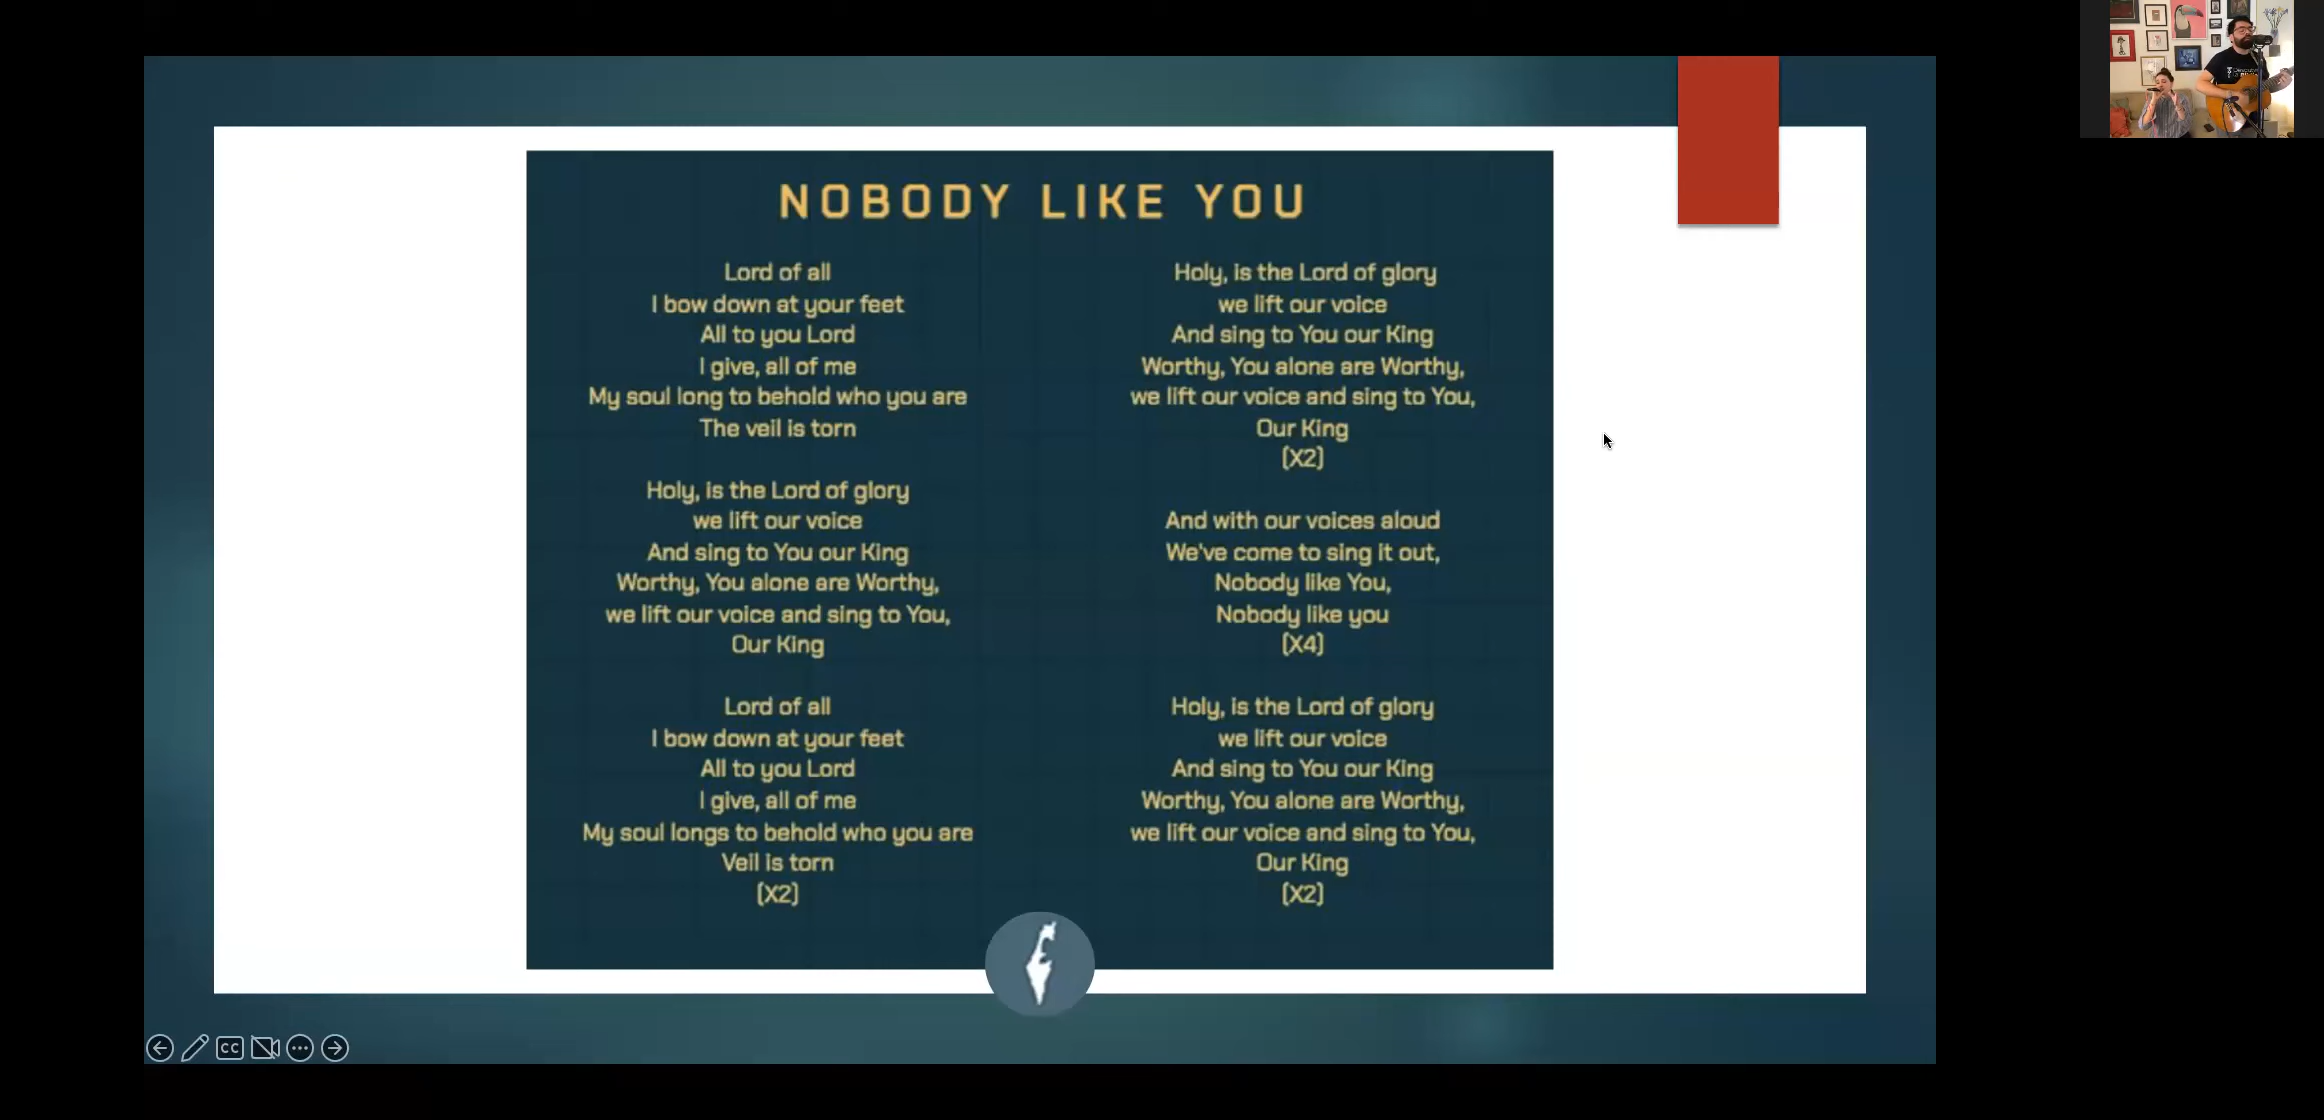 NOBODY LIKE YOU
Lord of all
I bow down at your feet
All to you Lord
I give, all of me
My soul long to behold who you are
The veil is torn
Holy, is the Lord of glory
we lift our voice
And sing to You our King
Worthy, You alone are Worthy,
we lift our voice and sing to You,
Our King
Lord of all
I bow down at your feet
All to you Lord
I give, all of me
My soul longs to behold who you are
Veil is torn
(X2)
Holy, is the Lord of glory
we lift our voice
And sing to You our King
Worthy, You alone are Worthy,
we lift our voice and sing to You,
Our King
(X2)
And with our voices aloud
We've come to sing it out,
Nobody like You,
Nobody like you
(X4)
Holy, is the Lord of glory
we lift our voice
And sing to You our King
Worthy, You alone are Worthy,
we lift our voice and sing to You,
Our King
(X2)
CC